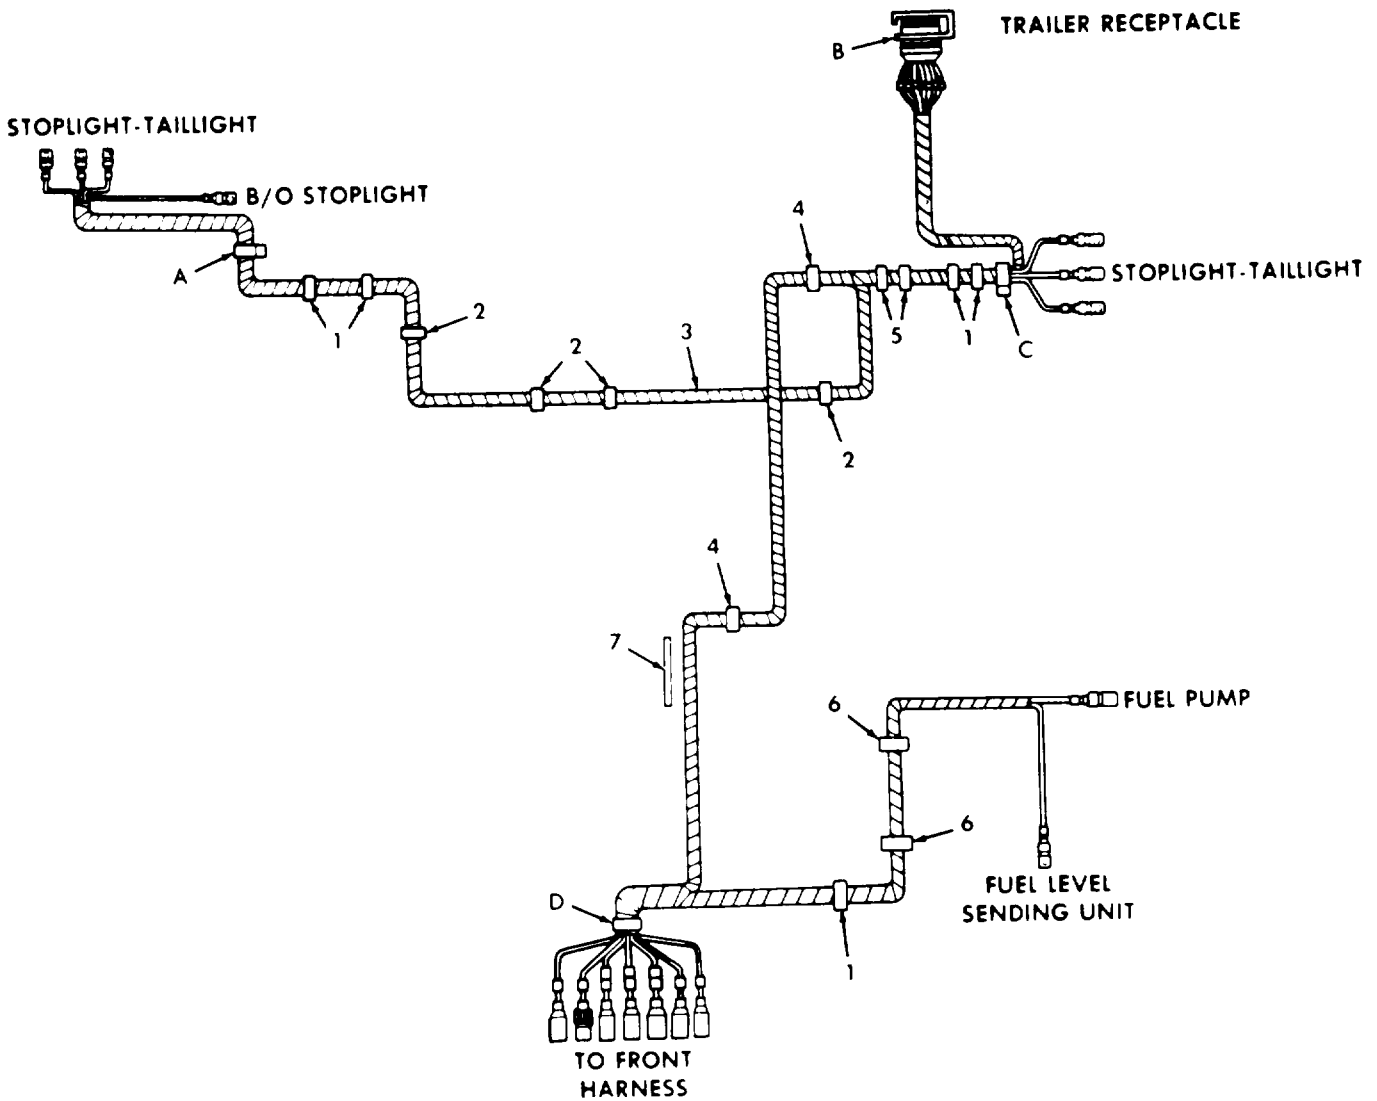 TRAILER RECEPTACLE
B
STOPLIGHT-TAILLIGHT
B/O STOPLIGHT
4
A
STOPLIGHT-TAILLIGHT
2
1
5
1
C
2
3
2
4
7
6
FUEL PUMP
6
FUEL LEVEL
SENDING UNIT
D
1
TO FRONT
HARNESS